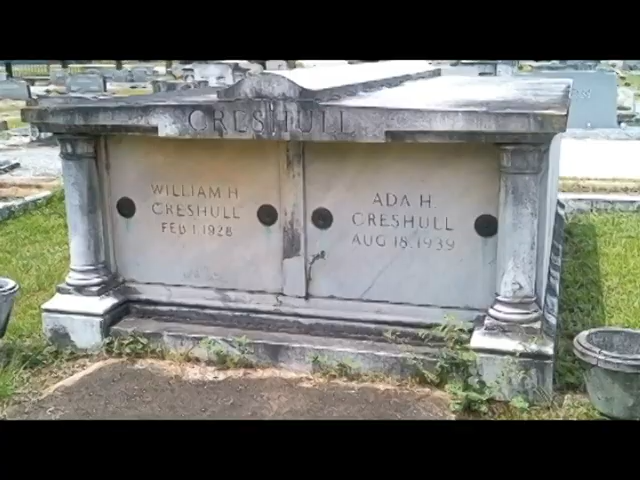 CRESHULL
WILLIAM H
CRESHULL
FEB 1, 1928
ADA H.
CRESHULL
AUG 18, 1939